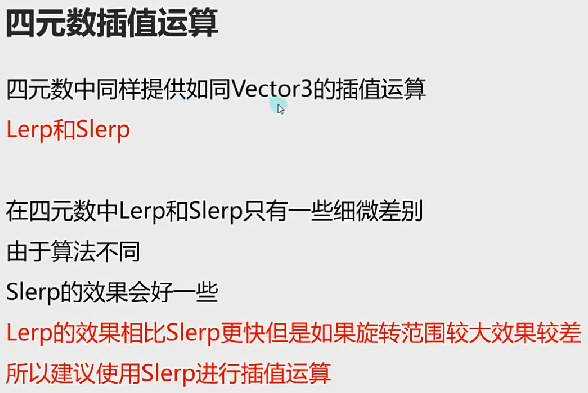 四元数插值运算
四元数中同样提供如同Vector3的插值运算
Lerp和Slerp
在四元数中Lerp和Slerp只有一些细微差别
由于算法不同
Slerp的效果会好一些
Lerp的效果相比Slerp更快但是如果旋转范围较大效果较差
所以建议使用Slerp进行插值运算